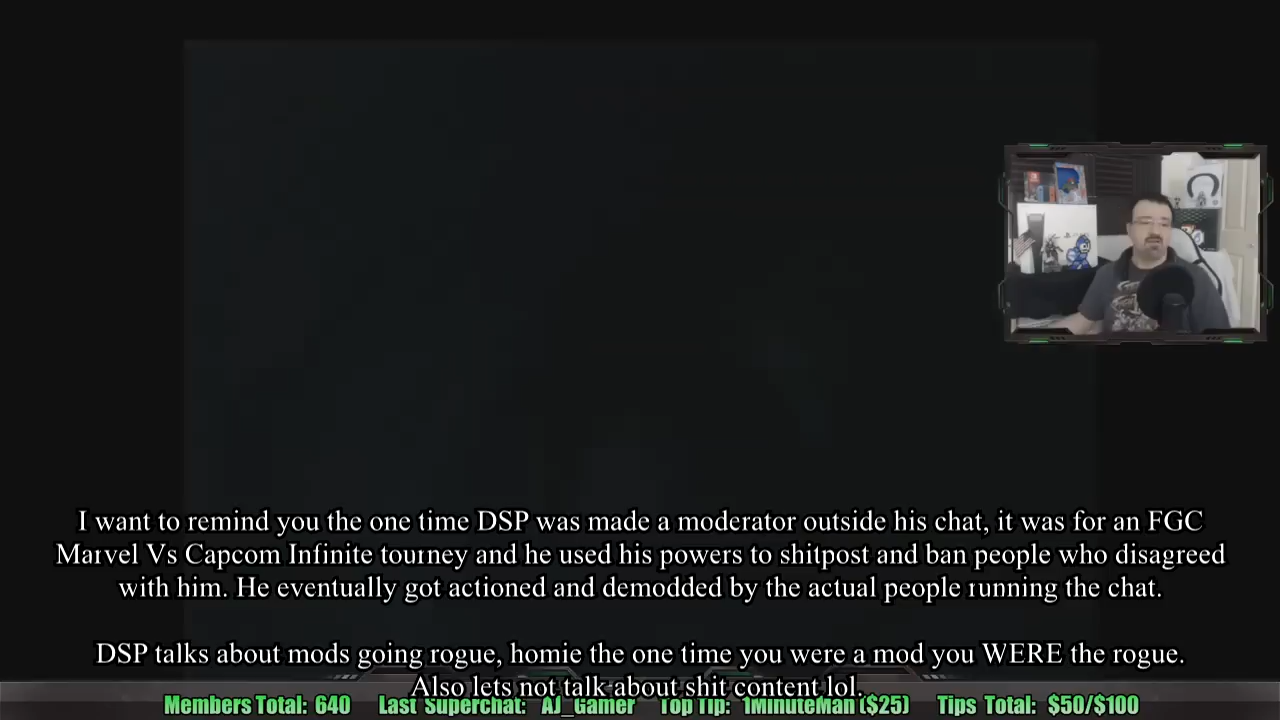 I want to remind you the one time DSP was made a moderator outside his chat, it was for an FGC
Marvel Vs Capcom Infinite tourney and he used his powers to shitpost and ban people who disagreed
with him. He eventually got actioned and demodded by the actual people running the chat.
DSP talks about mods going rogue, homie the one time you were a mod you WERE the rogue.
Also lets not talk about shit content lol.
Members Total: 640 Last Superchat: AJ_Gamer Top Tip: 1MinuteMan ($25) Tips Total: $50/$100